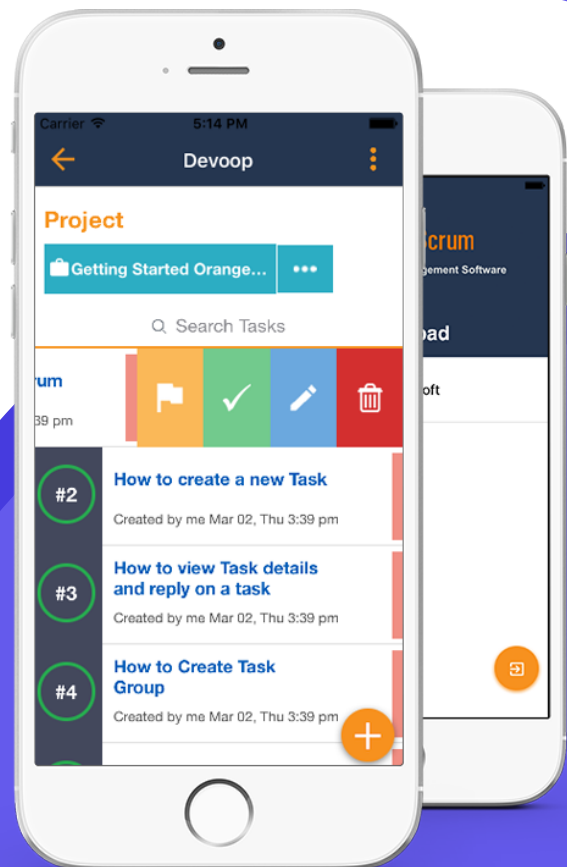 Carrier 5:14 PM
Devoop
Project
Getting Started Orange... •••
Search Tasks
rum
39 pm
#2 How to create a new Task
Created by me Mar 02, Thu 3:39 pm
#3 How to view Task details
and reply on a task
Created by me Mar 02, Thu 3:39 pm
#4 How to Create Task
Group
Created by me Mar 02, Thu 3:39 pm
crum
gement Software
oad
oft